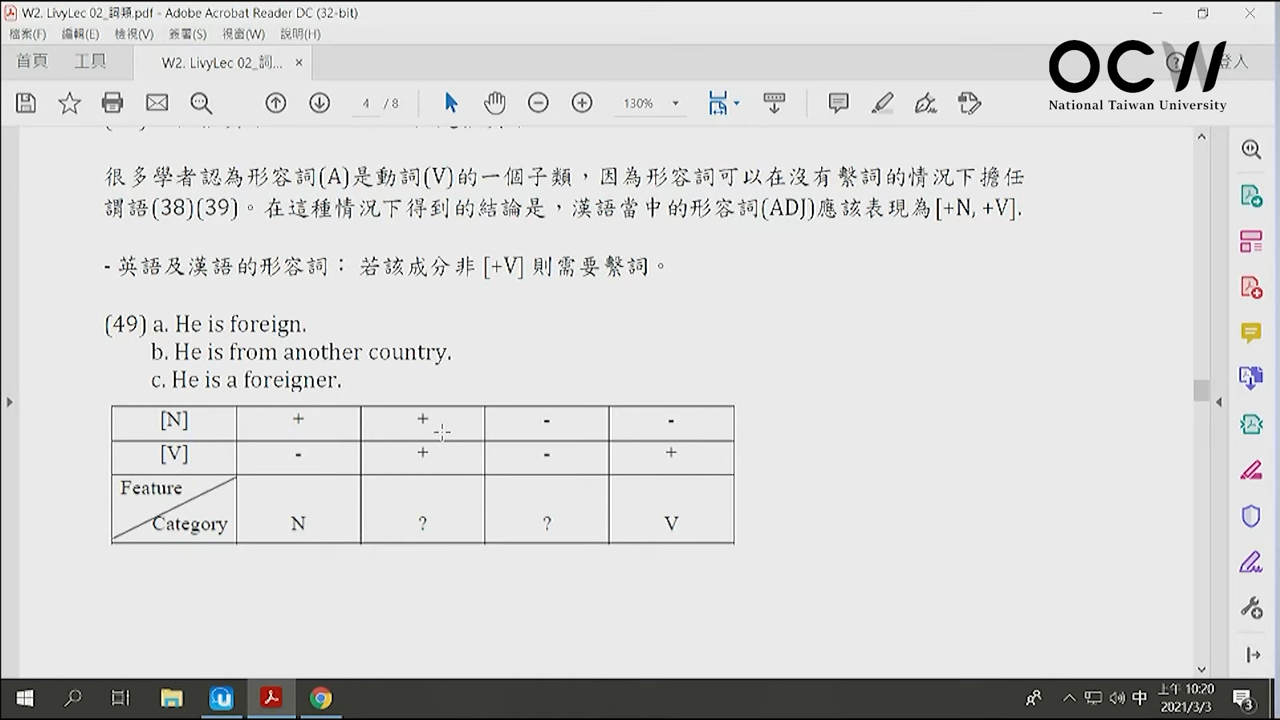 W2. LivyLec 02_詞類.pdf - Adobe Acrobat Reader DC (32-bit)
檔案(F) 編輯(E) 檢視(V) 簽署(S) 視窗(W) 說明(H)
首頁 工具 W2. LivyLec 02_詞... × ? 登入
OCW
National Taiwan University
4 / 8 130%
很多學者認為形容詞(A)是動詞(V)的一個子類，因為形容詞可以在沒有繫詞的情況下擔任
謂語(38)(39)。在這種情況下得到的結論是，漢語當中的形容詞(ADJ)應該表現為[+N, +V].
- 英語及漢語的形容詞： 若該成分非 [+V] 則需要繫詞。
(49) a. He is foreign.
b. He is from another country.
c. He is a foreigner.
[N] + + - -
[V] - + - +
Feature
Category N ? ? V
中 上午 10:20
2021/3/3
3